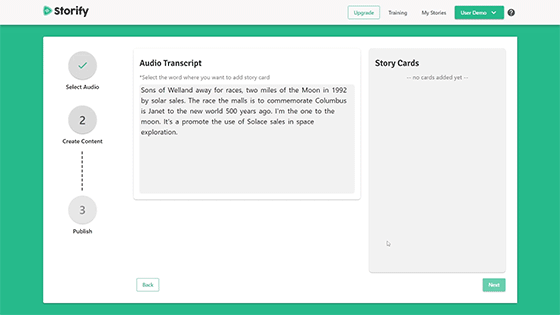 Storify
Upgrade
Training
My Stories
User Demo
?
Select Audio
2
Create Content
3
Publish
Audio Transcript
*Select the word where you want to add story card
Sons of Welland away for races, two miles of the Moon in 1992
by solar sales. The race the malls is to commemorate Columbus
is Janet to the new world 500 years ago. I'm the one to the
moon. It's a promote the use of Solace sales in space
exploration.
Story Cards
-- no cards added yet --
Back
Next